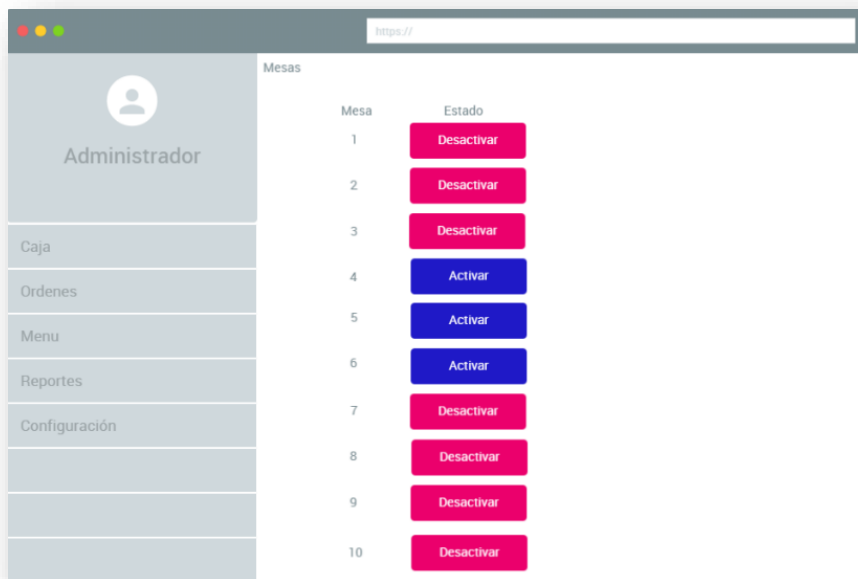 https://
Administrador
Caja
Ordenes
Menu
Reportes
Configuración
Mesas
Mesa Estado
1 Desactivar
2 Desactivar
3 Desactivar
4 Activar
5 Activar
6 Activar
7 Desactivar
8 Desactivar
9 Desactivar
10 Desactivar